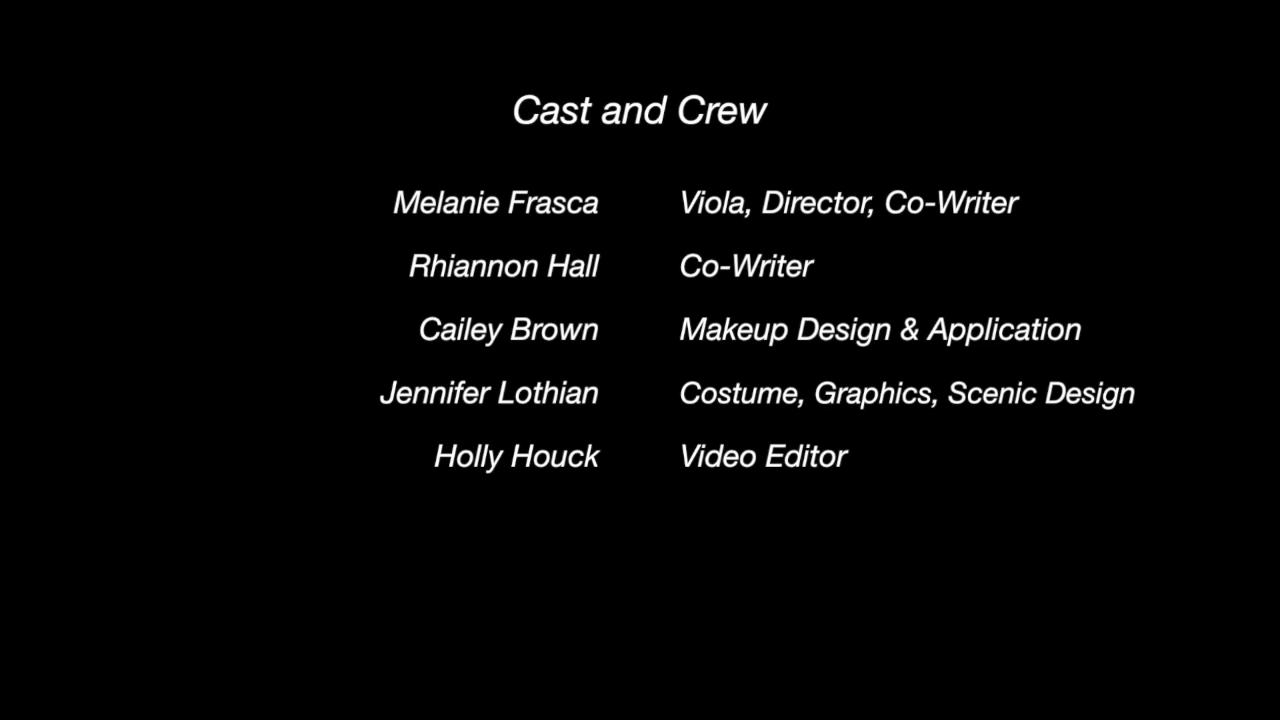 Cast and Crew
Melanie Frasca Viola, Director, Co-Writer
Rhiannon Hall Co-Writer
Cailey Brown Makeup Design & Application
Jennifer Lothian Costume, Graphics, Scenic Design
Holly Houck Video Editor